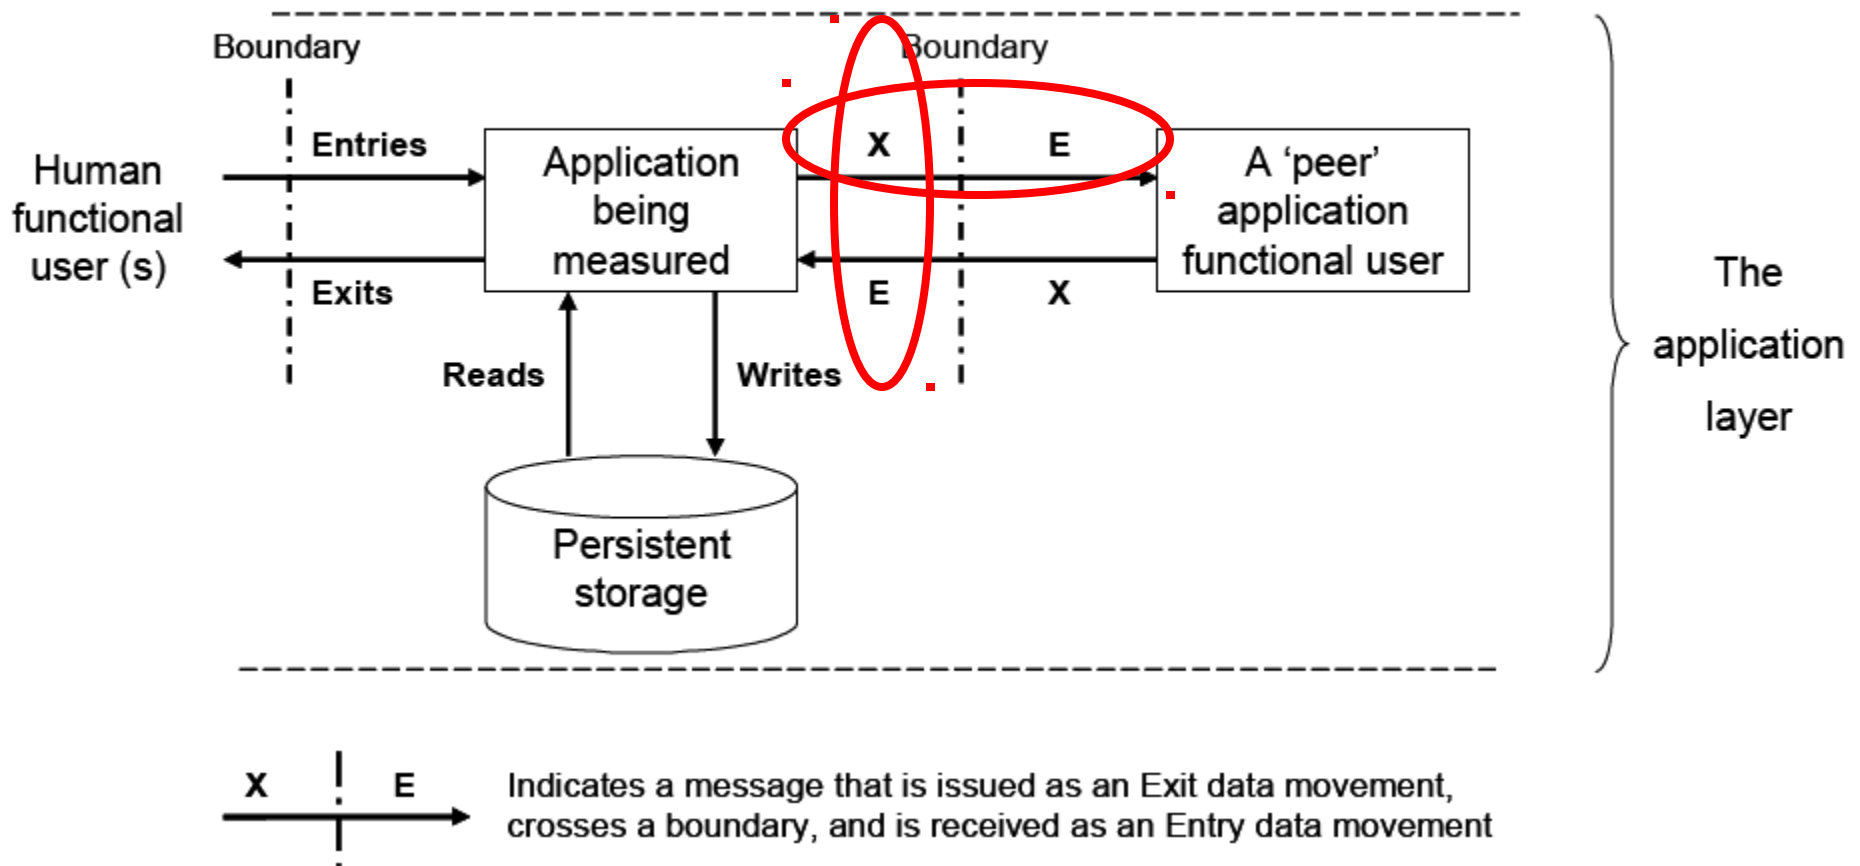 Boundary
Boundary
Human
functional
user (s)
Entries
Exits
Application
being
measured
X
E
E
X
A ‘peer’
application
functional user
The
application
layer
Reads
Writes
Persistent
storage
X
E
Indicates a message that is issued as an Exit data movement,
crosses a boundary, and is received as an Entry data movement